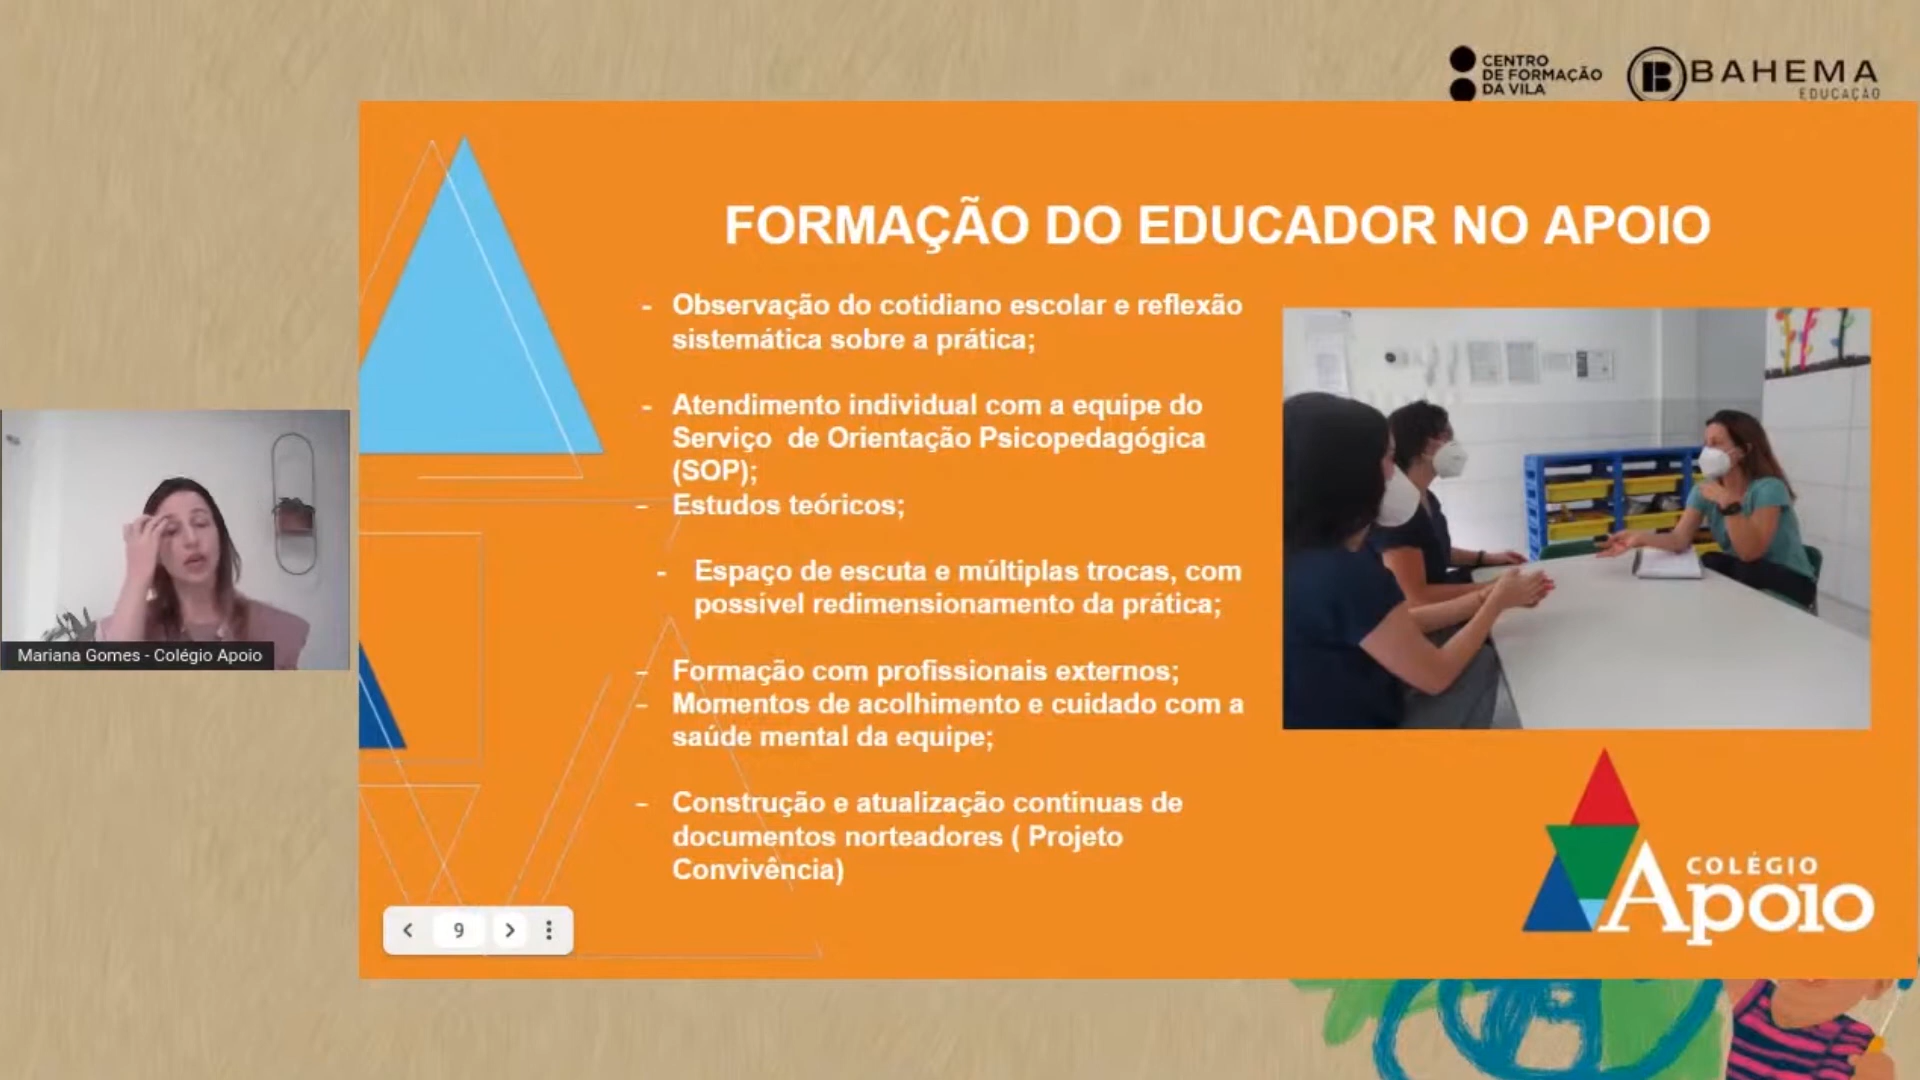 CENTRO
DE FORMAÇÃO
DA VILA
B BAHEMA
EDUCAÇÃO
FORMAÇÃO DO EDUCADOR NO APOIO
- Observação do cotidiano escolar e reflexão
sistemática sobre a prática;
- Atendimento individual com a equipe do
Serviço de Orientação Psicopedagógica
(SOP);
- Estudos teóricos;
- Espaço de escuta e múltiplas trocas, com
possível redimensionamento da prática;
- Formação com profissionais externos;
- Momentos de acolhimento e cuidado com a
saúde mental da equipe;
- Construção e atualização contínuas de
documentos norteadores ( Projeto
Convivência)
Mariana Gomes - Colégio Apoio
9
COLÉGIO
Apoio